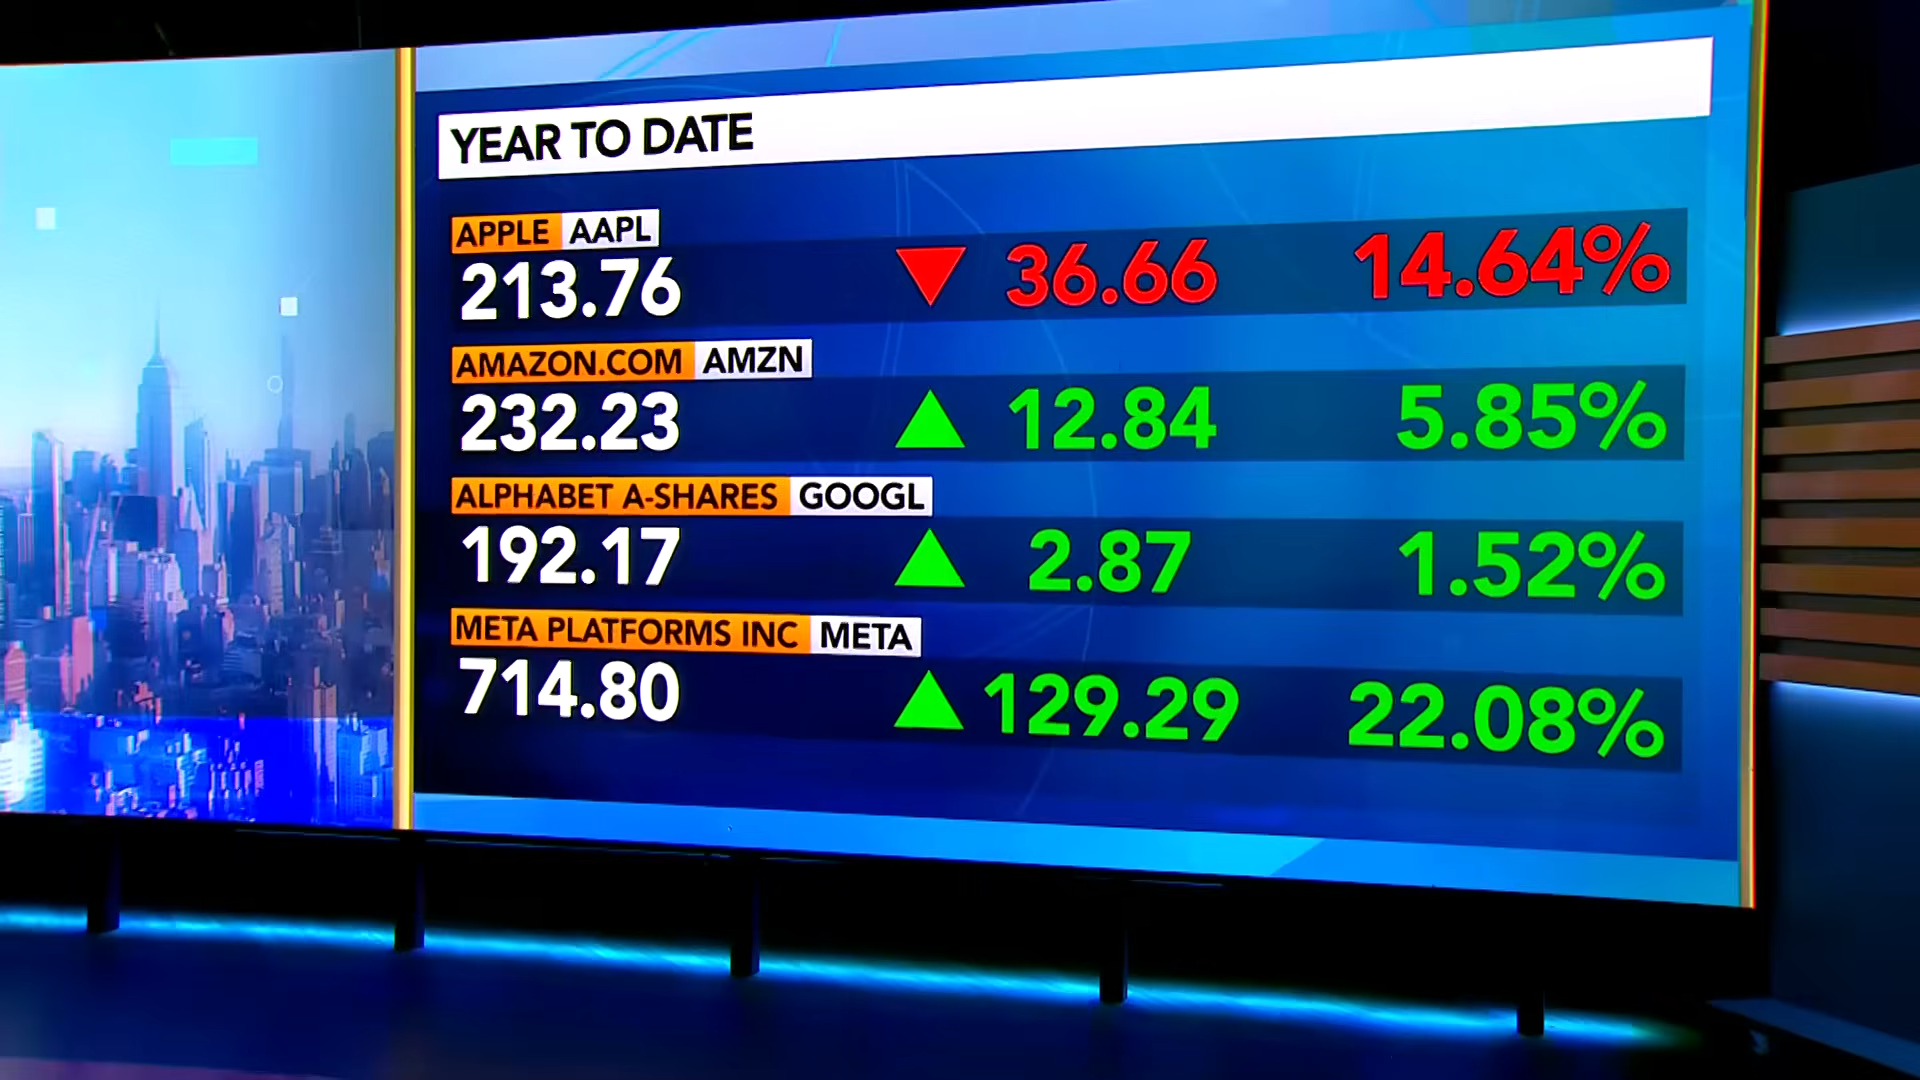 YEAR TO DATE
APPLE AAPL
213.76 ▼ 36.66 14.64%
AMAZON.COM AMZN
232.23 ▲ 12.84 5.85%
ALPHABET A-SHARES GOOGL
192.17 ▲ 2.87 1.52%
META PLATFORMS INC META
714.80 ▲ 129.29 22.08%